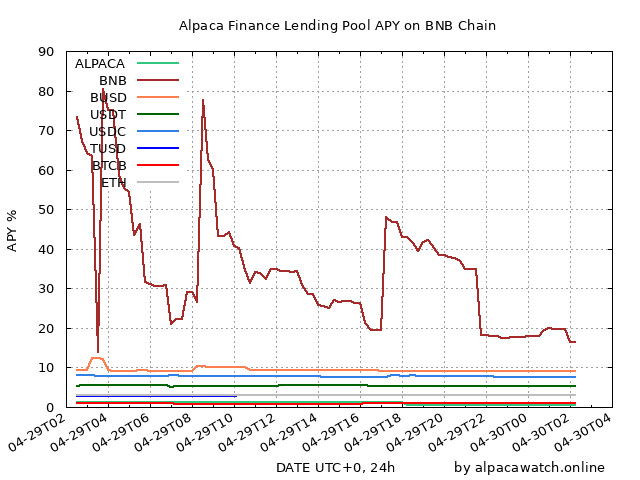 Alpaca Finance Lending Pool APY on BNB Chain
90
80
70
60
50
40
30
20
10
0
APY %
ALPACA
BNB
BUSD
USDT
USDC
TUSD
BTCB
ETH
04-29T02
04-29T04
04-29T06
04-29T08
04-29T10
04-29T12
04-29T14
04-29T16
04-29T18
04-29T20
04-29T22
04-30T00
04-30T02
04-30T04
DATE UTC+0, 24h
by alpacawatch.online